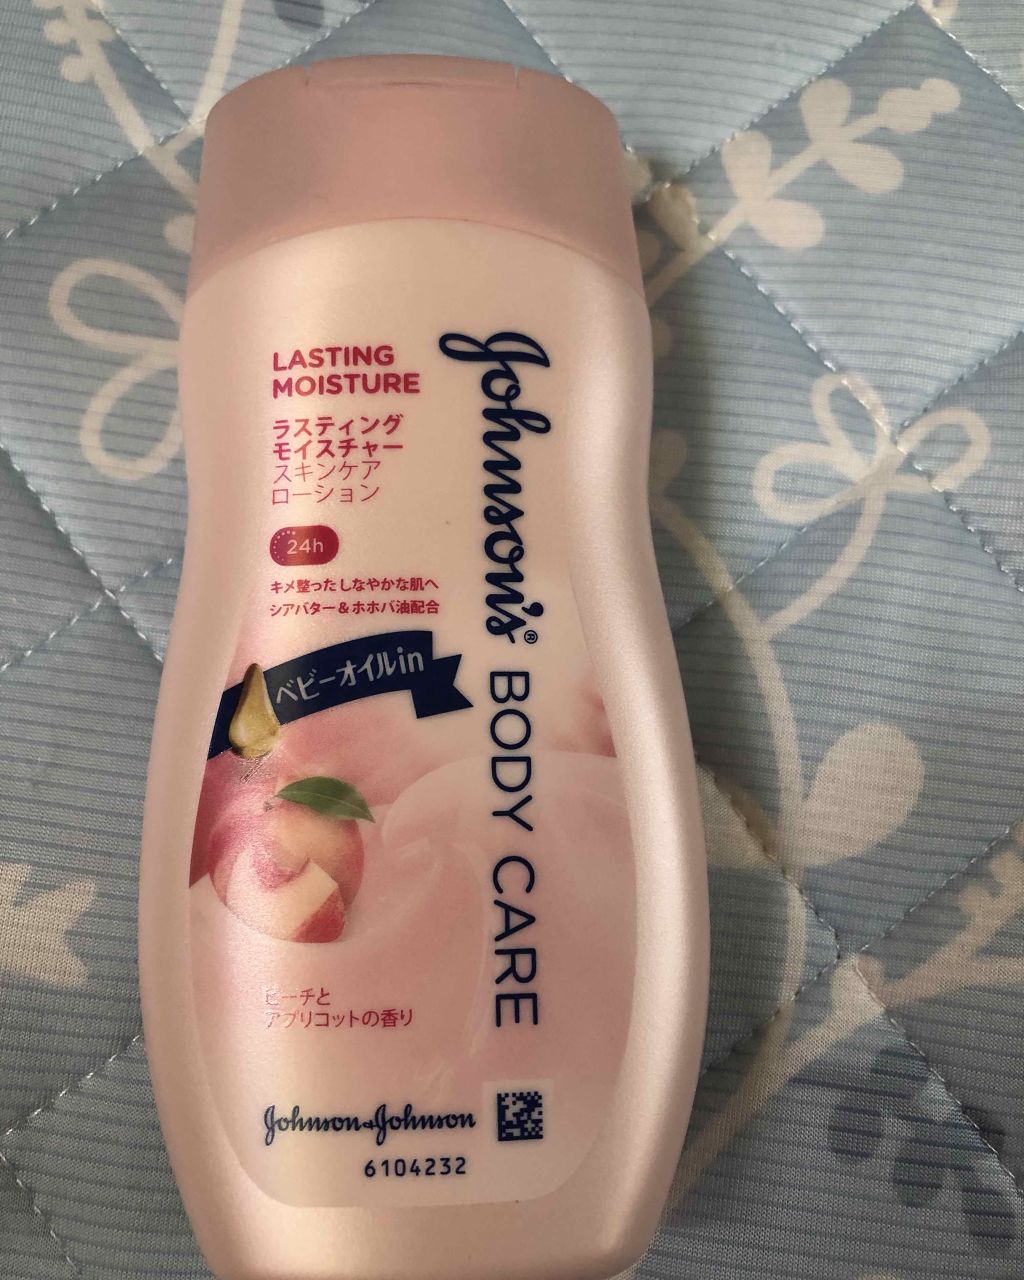 LASTING
MOISTURE
ラスティング
モイスチャー
スキンケア
ローション
24h
キメ整ったしなやかな肌へ
シアバター&ホホバ油配合
ベビーオイルin
Johnson's® BODY CARE
ピーチと
アプリコットの香り
Johnson&Johnson
6104232